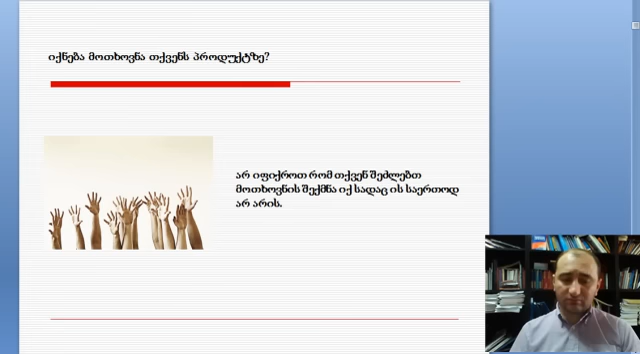 იქნება მოთხოვნა თქვენს პროდუქტზე?
არ იფიქროთ რომ თქვენ შეძლებთ
მოთხოვნის შექმნა იქ სადაც ის საერთოდ
არ არის.